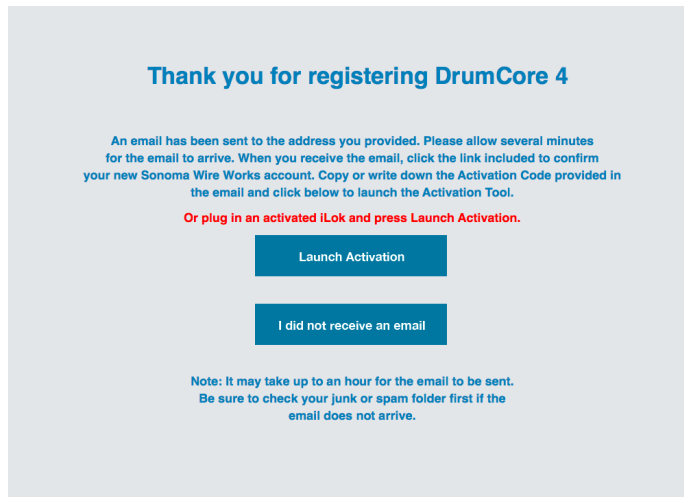 Thank you for registering DrumCore 4
An email has been sent to the address you provided. Please allow several minutes
for the email to arrive. When you receive the email, click the link included to confirm
your new Sonoma Wire Works account. Copy or write down the Activation Code provided in
the email and click below to launch the Activation Tool.
Or plug in an activated iLok and press Launch Activation.
Launch Activation
I did not receive an email
Note: It may take up to an hour for the email to be sent.
Be sure to check your junk or spam folder first if the
email does not arrive.